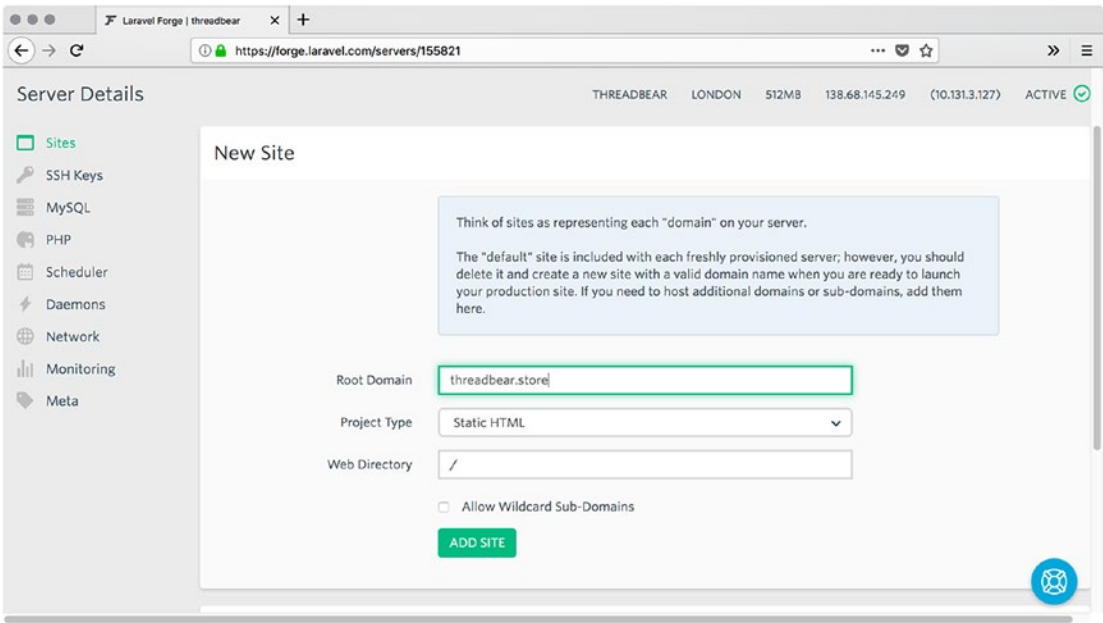 Laravel Forge | threadbear
https://forge.laravel.com/servers/155821
Server Details
THREADBEAR LONDON 512MB 138.68.145.249 (10.131.3.127) ACTIVE
Sites
SSH Keys
MySQL
PHP
Scheduler
Daemons
Network
Monitoring
Meta
New Site
Think of sites as representing each "domain" on your server.
The "default" site is included with each freshly provisioned server; however, you should
delete it and create a new site with a valid domain name when you are ready to launch
your production site. If you need to host additional domains or sub-domains, add them
here.
Root Domain threadbear.store
Project Type Static HTML
Web Directory /
Allow Wildcard Sub-Domains
ADD SITE